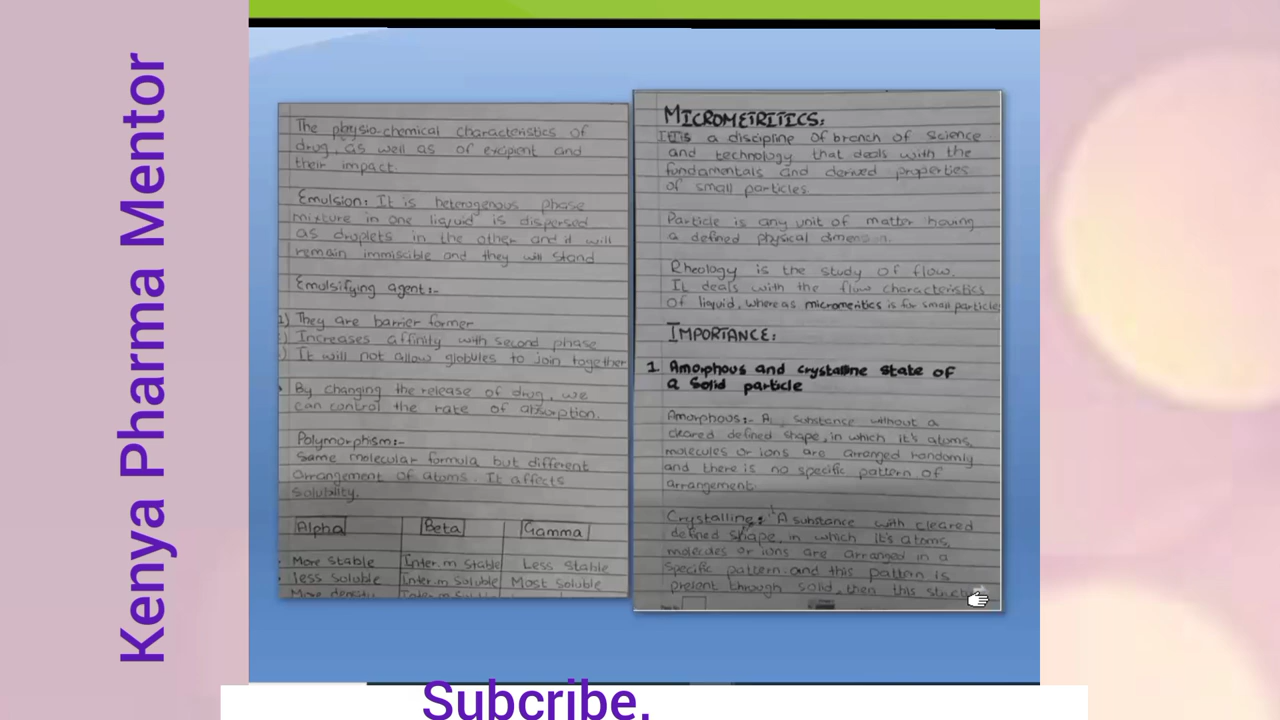 Kenya Pharma Mentor
The physio-chemical characteristics of
drug, as well as of excipient and
their impact.
Emulsion: It is heterogenous phase
mixture in one liquid is dispersed
as droplets in the other and it will
remain immiscible and they will stand
Emulsifying agent:-
1) They are barrier former
) Increases affinity with second phase
) It will not allow globules to join together
By changing the release of drug, we
can control the rate of absorption.
Polymorphism:-
Same molecular formula but different
arrangement of atoms. It affects
solubility.
Alpha Beta Gamma
More Stable Inter.m Stable Less Stable
less soluble Inter.m Soluble Most soluble
MICROMETRITICS:
It is a discipline of branch of science
and technology that deals with the
fundamentals and derived properties
of small particles.
Particle is any unit of matter having
a defined physical dimension.
Rheology is the study of flow.
It deals with the flow characteristics
of liquid, whereas micromeritics is for small particles
IMPORTANCE:
1. Amorphous and crystalline state of
a Solid particle
Amorphous:- A substance without a
cleared defined shape, in which it's atoms,
molecules or ions are arranged randomly
and there is no specific pattern of
arrangement.
Crystalling: A substance with cleared
defined shape, in which it's atoms,
molecules or ions are arranged in a
specific pattern and this pattern is
present through solid, then this
Subcribe.